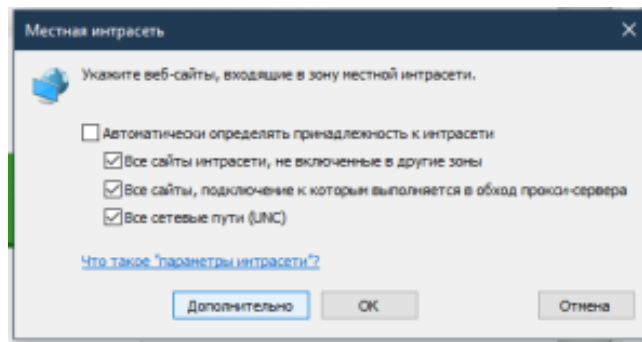 Местная интрасеть
Укажите веб-сайты, входящие в зону местной интрасети.
Автоматически определять принадлежность к интрасети
Все сайты интрасети, не включенные в другие зоны
Все сайты, подключение к которым выполняется в обход прокси-сервера
Все сетевые пути (UNC)
Что такое "параметры интрасети"?
Дополнительно ОК Отмена